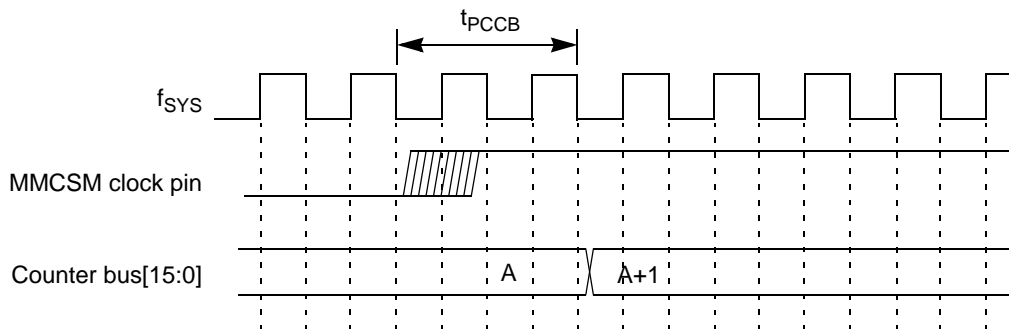 tPCCB
fSYS
MMCSM clock pin
Counter bus[15:0]
A
A+1